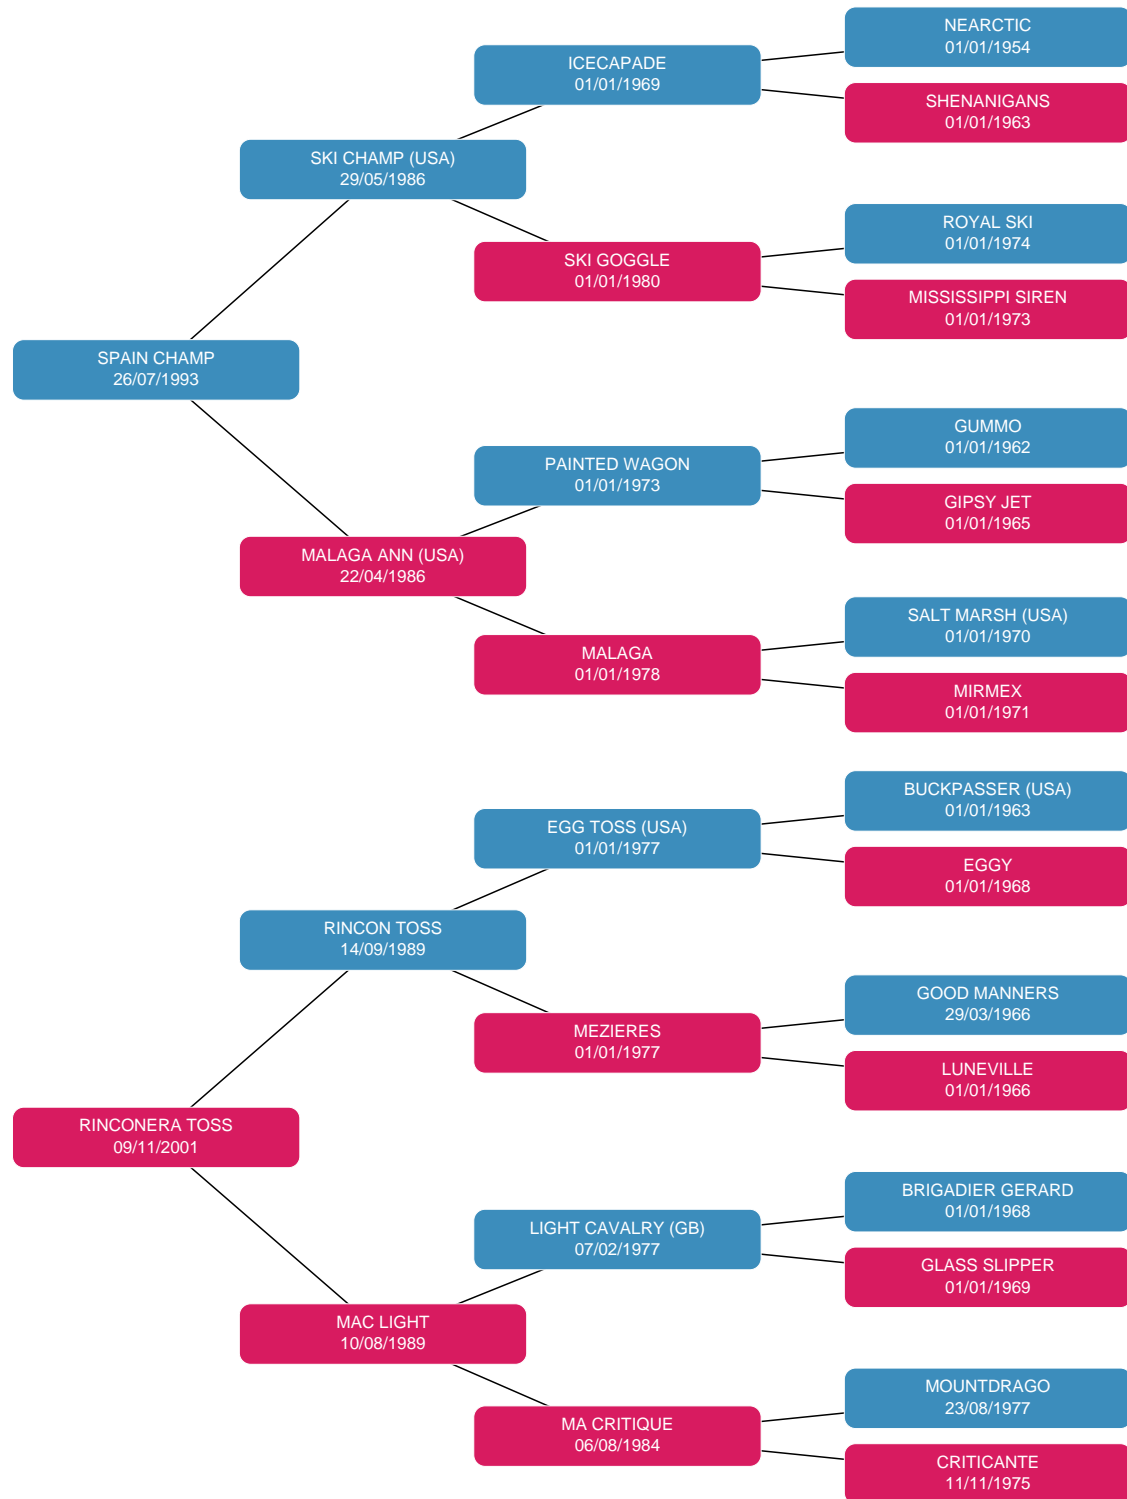 NEARCTIC
01/01/1954
ICECAPADE
01/01/1969
SHENANIGANS
01/01/1963
SKI CHAMP (USA)
29/05/1986
ROYAL SKI
01/01/1974
SKI GOGGLE
01/01/1980
MISSISSIPPI SIREN
01/01/1973
SPAIN CHAMP
26/07/1993
GUMMO
01/01/1962
PAINTED WAGON
01/01/1973
GIPSY JET
01/01/1965
MALAGA ANN (USA)
22/04/1986
SALT MARSH (USA)
01/01/1970
MALAGA
01/01/1978
MIRMEX
01/01/1971
BUCKPASSER (USA)
01/01/1963
EGG TOSS (USA)
01/01/1977
EGGY
01/01/1968
RINCON TOSS
14/09/1989
GOOD MANNERS
29/03/1966
MEZIERES
01/01/1977
LUNEVILLE
01/01/1966
RINCONERA TOSS
09/11/2001
BRIGADIER GERARD
01/01/1968
LIGHT CAVALRY (GB)
07/02/1977
GLASS SLIPPER
01/01/1969
MAC LIGHT
10/08/1989
MOUNTDRAGO
23/08/1977
MA CRITIQUE
06/08/1984
CRITICANTE
11/11/1975